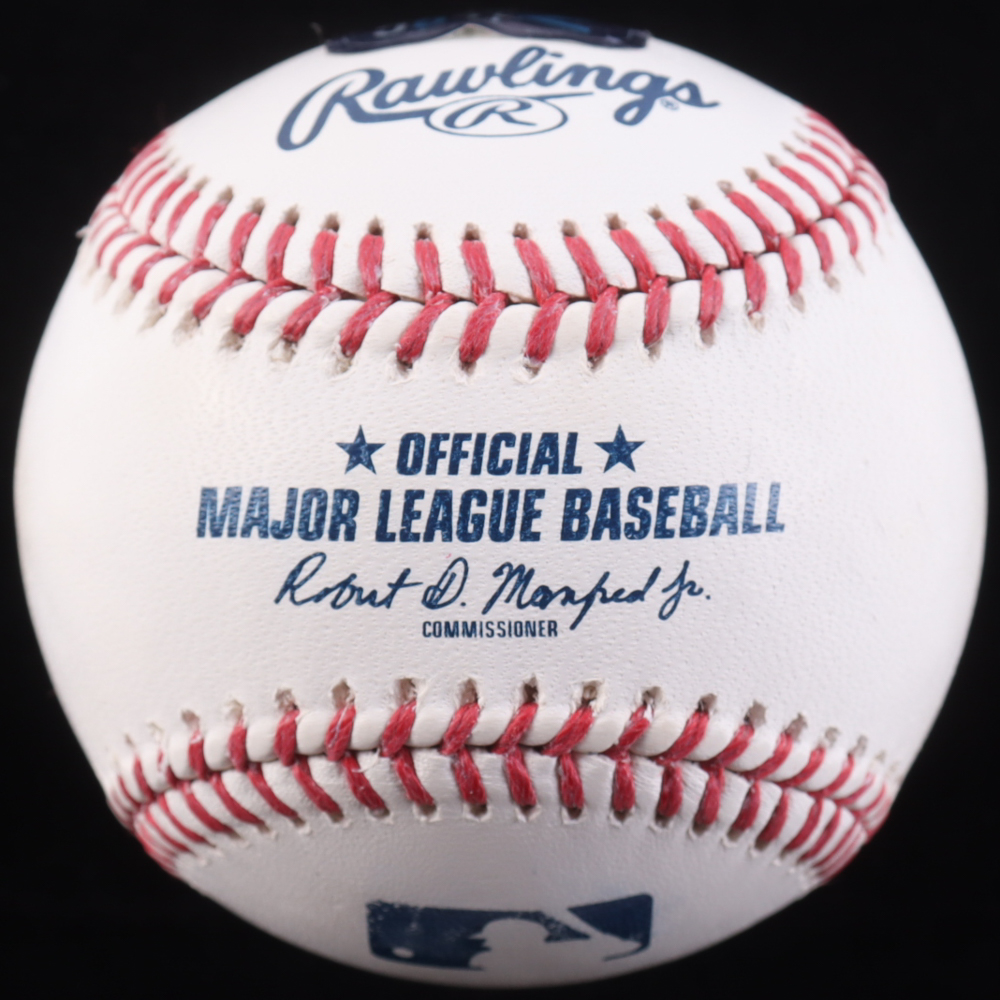 Rawlings®
R
★ OFFICIAL ★
MAJOR LEAGUE BASEBALL
Robert D. Manfred Jr.
COMMISSIONER